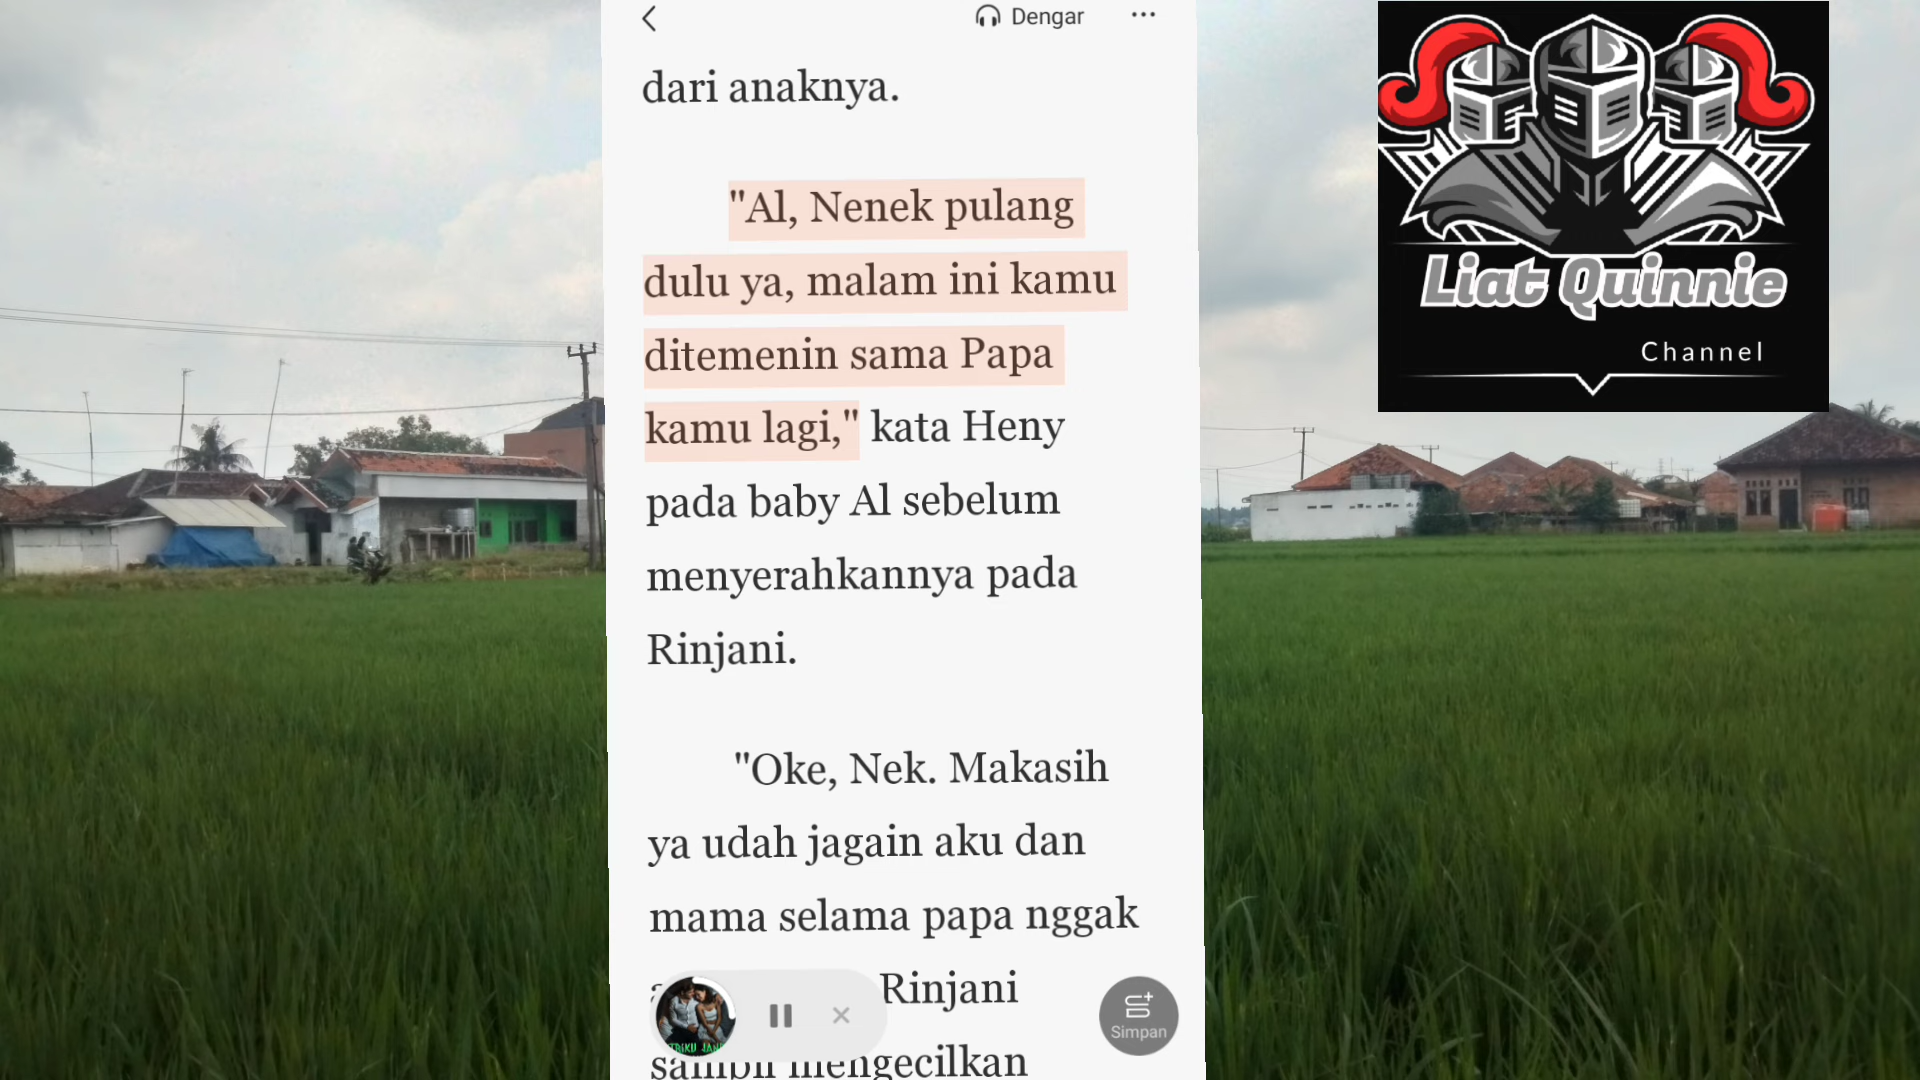 Dengar
dari anaknya.
"Al, Nenek pulang
dulu ya, malam ini kamu
ditemenin sama Papa
kamu lagi," kata Heny
pada baby Al sebelum
menyerahkannya pada
Rinjani.
"Oke, Nek. Makasih
ya udah jagain aku dan
mama selama papa nggak
Rinjani
sambil mengecilkan
Simpan
Liat Quinnie
Channel